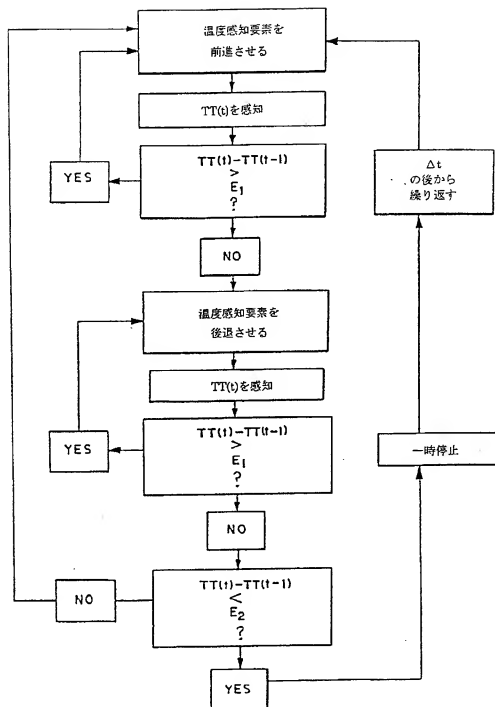 温度感知要素を
前進させる
TT(t)を感知
TT(t)-TT(t-1)
>
E1
?
YES
NO
温度感知要素を
後退させる
TT(t)を感知
TT(t)-TT(t-1)
>
E1
?
YES
NO
TT(t)-TT(t-1)
<
E2
?
NO
YES
一時停止
Δt
の後から
繰り返す